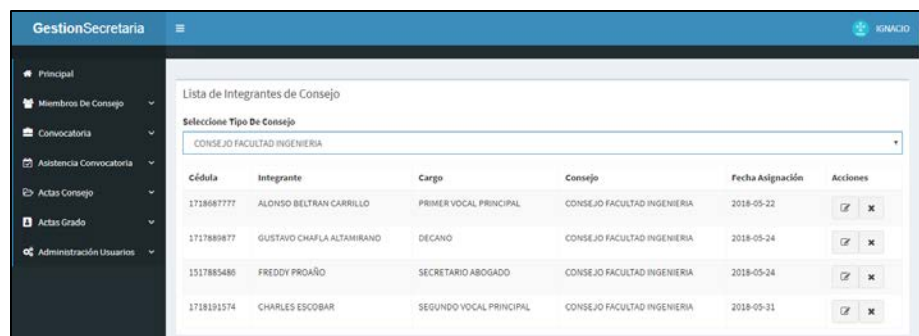 GestionSecretaria
IGNACIO
Principal
Miembros De Consejo
Convocatoria
Asistencia Convocatoria
Actas Consejo
Actas Grado
Administración Usuarios
Lista de Integrantes de Consejo
Seleccione Tipo De Consejo
CONSEJO FACULTAD INGENIERIA
Cédula Integrante Cargo Consejo Fecha Asignación Acciones
1718687777 ALONSO BELTRAN CARRILLO PRIMER VOCAL PRINCIPAL CONSEJO FACULTAD INGENIERIA 2018-05-22
1717889877 GUSTAVO CHAFLA ALTAMIRANO DECANO CONSEJO FACULTAD INGENIERIA 2018-05-24
1517885486 FREDDY PROAÑO SECRETARIO ABOGADO CONSEJO FACULTAD INGENIERIA 2018-05-24
1718191574 CHARLES ESCOBAR SEGUNDO VOCAL PRINCIPAL CONSEJO FACULTAD INGENIERIA 2018-05-31